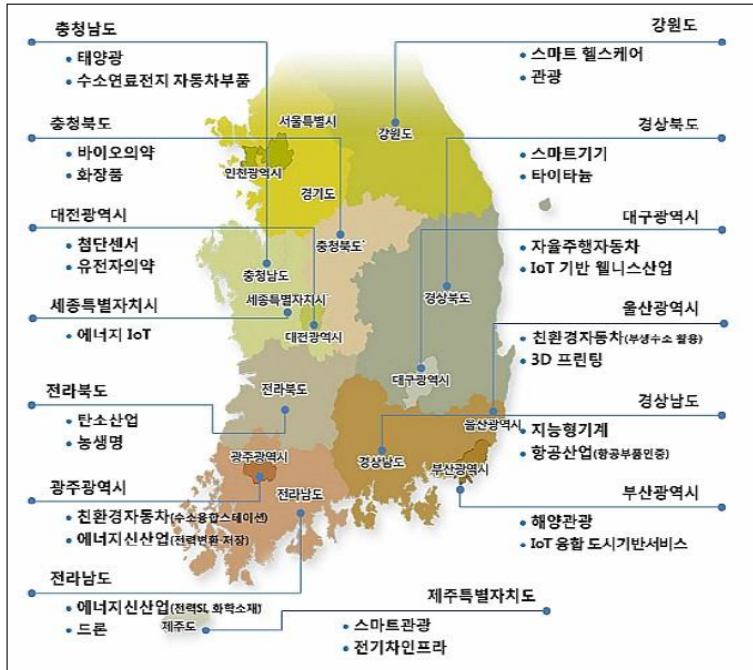 충청남도
• 태양광
• 수소연료전지 자동차부품
충청북도
• 바이오의약
• 화장품
대전광역시
• 첨단센서
• 유전자의약
세종특별자치시
• 에너지 IoT
전라북도
• 탄소산업
• 농생명
광주광역시
• 친환경자동차(수소융합스테이션)
• 에너지신산업(전력변환·저장)
전라남도
• 에너지신산업(전력SI, 화학소재)
• 드론
서울특별시
인천광역시
경기도
강원도
충청북도
충청남도
세종특별자치시
대전광역시
경상북도
전라북도
대구광역시
울산광역시
경상남도
부산광역시
광주광역시
전라남도
제주도
강원도
• 스마트 헬스케어
• 관광
경상북도
• 스마트기기
• 타이타늄
대구광역시
• 자율주행자동차
• IoT 기반 웰니스산업
울산광역시
• 친환경자동차(부생수소 활용)
• 3D 프린팅
경상남도
• 지능형기계
• 항공산업(항공부품인증)
부산광역시
• 해양관광
• IoT 융합 도시기반서비스
제주특별자치도
• 스마트관광
• 전기차인프라